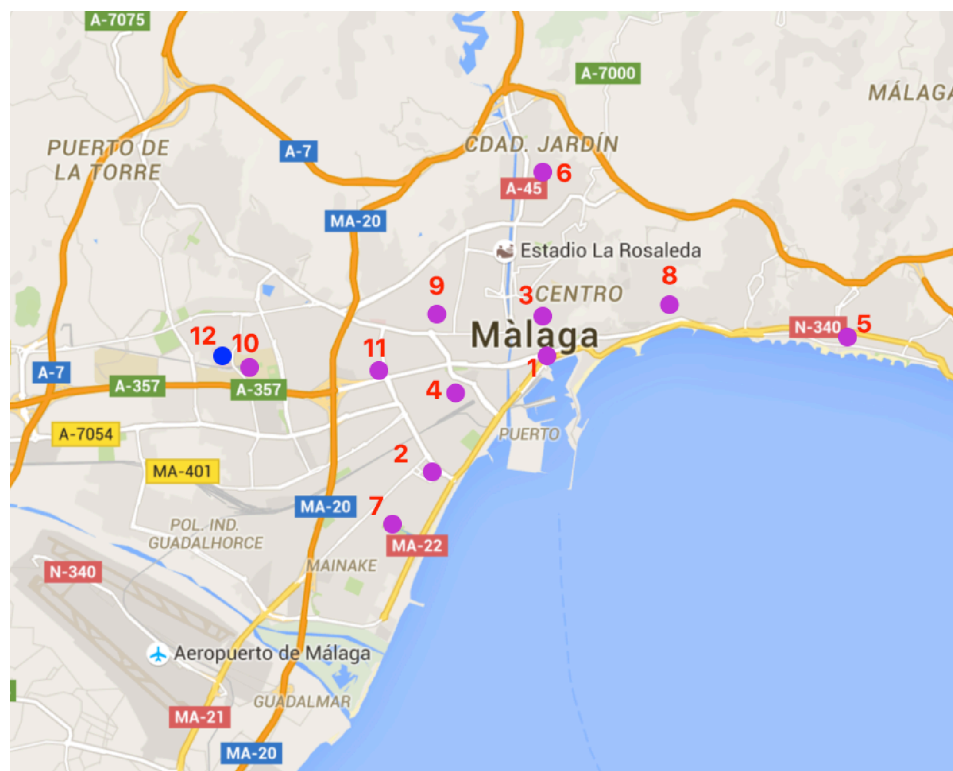 A-7075
A-7000
MÁLAGA
PUERTO DE
LA TORRE
A-7
CDAD. JARDÍN
6
A-45
MA-20
Estadio La Rosaleda
9
3
CENTRO
8
Màlaga
N-340
5
12
10
11
1
A-7
A-357
A-357
4
A-7054
PUERTO
MA-401
2
MA-20
7
POL. IND.
GUADALHORCE
MA-22
N-340
MAINAKE
Aeropuerto de Málaga
GUADALMAR
MA-21
MA-20